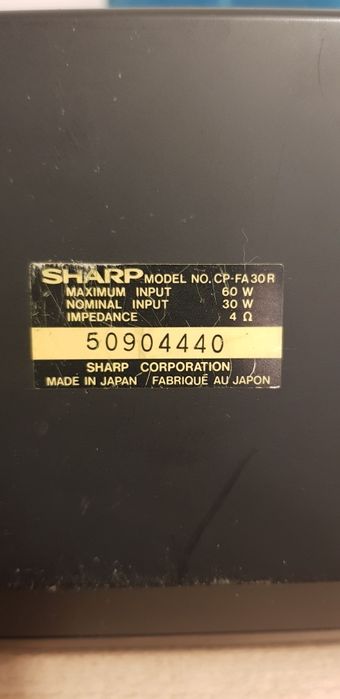 SHARP MODEL NO. CP-FA30R
MAXIMUM INPUT 60 W
NOMINAL INPUT 30 W
IMPEDANCE 4 Ω
50904440
SHARP CORPORATION
MADE IN JAPAN / FABRIQUÉ AU JAPON